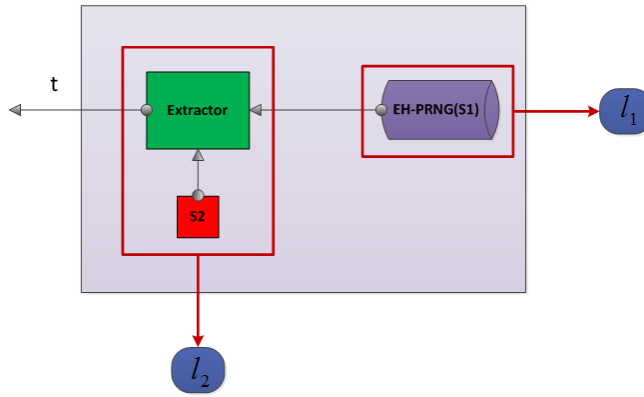 t
Extractor
EH-PRNG(S1)
l1
S2
l2